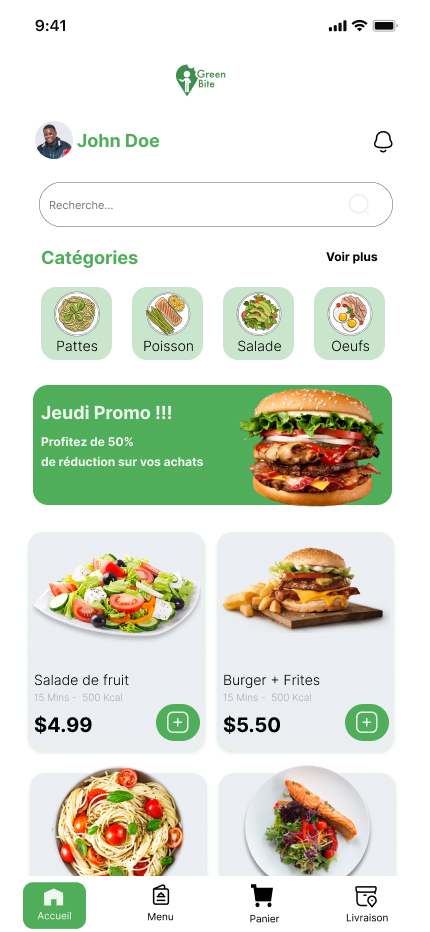 9:41
Green
Bite
John Doe
Recherche...
Catégories
Voir plus
Pattes
Poisson
Salade
Oeufs
Jeudi Promo !!!
Profitez de 50%
de réduction sur vos achats
Salade de fruit
15 Mins - 500 Kcal
$4.99
Burger + Frites
15 Mins - 500 Kcal
$5.50
Accueil
Menu
Panier
Livraison